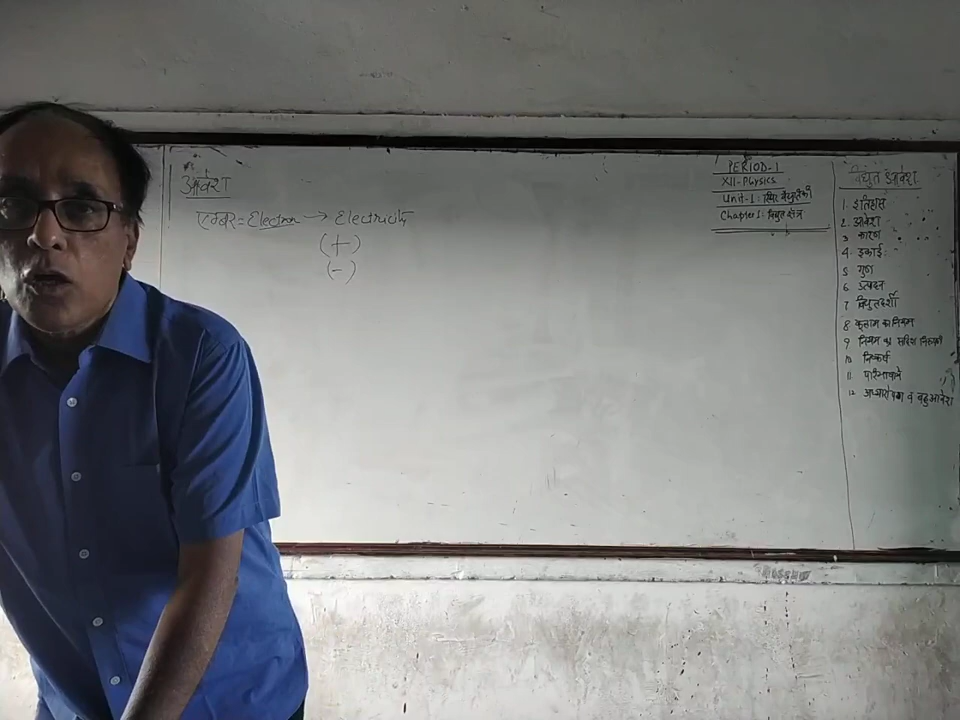 आवेश
एम्बर = Electron → Electricity
(+)
(-)
PERIOD-1
XII-Physics
Unit-1: स्थिर वैद्युतिकी
Chapter 1: विद्युत क्षेत्र
विद्युत आवेश
1. इतिहास
2. आवेश
3 कारण
4. इकाई:
5 गुण
6. उत्पादन
7 विद्युतदर्शी
8 कूलाम का नियम
9 नियम का सदिश निरूपण
10 निष्कर्ष
11 परिभाषायें
12 अध्यारोपण व बहुआवेश